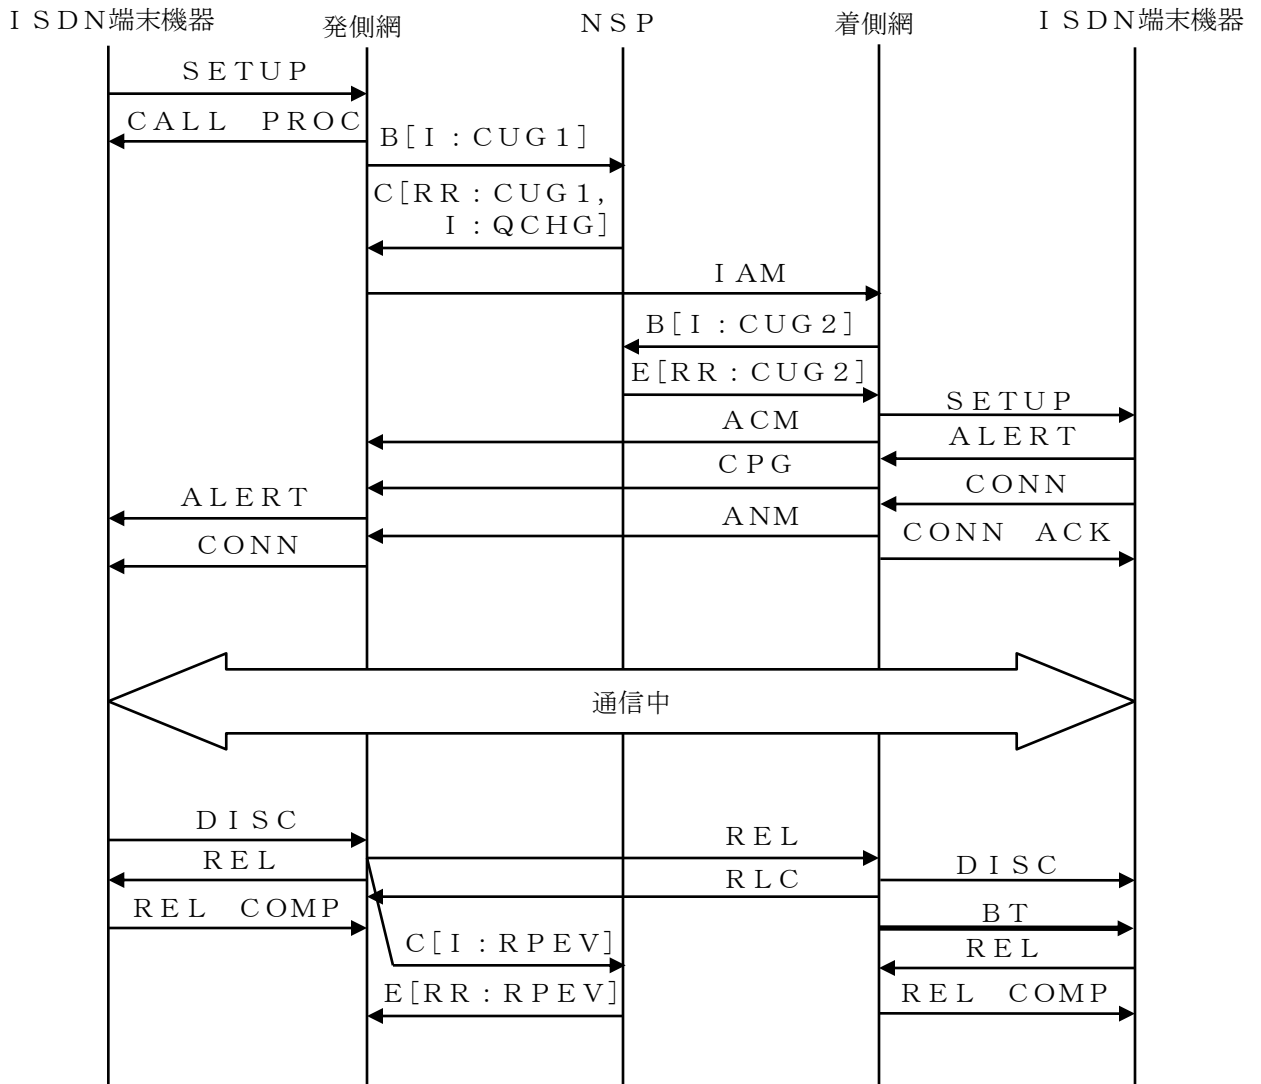 ＩＳＤＮ端末機器
発側網
ＮＳＰ
着側網
ＩＳＤＮ端末機器
ＳＥＴＵＰ
ＣＡＬＬ　ＰＲＯＣ
Ｂ［Ｉ：ＣＵＧ１］
Ｃ［ＲＲ：ＣＵＧ１，
Ｉ：ＱＣＨＧ］
ＩＡＭ
Ｂ［Ｉ：ＣＵＧ２］
Ｅ［ＲＲ：ＣＵＧ２］
ＳＥＴＵＰ
ＡＣＭ
ＡＬＥＲＴ
ＣＰＧ
ＣＯＮＮ
ＡＬＥＲＴ
ＡＮＭ
ＣＯＮＮ　ＡＣＫ
ＣＯＮＮ
通信中
ＤＩＳＣ
ＲＥＬ
ＲＥＬ
ＤＩＳＣ
ＲＬＣ
ＲＥＬ　ＣＯＭＰ
ＢＴ
Ｃ［Ｉ：ＲＰＥＶ］
ＲＥＬ
Ｅ［ＲＲ：ＲＰＥＶ］
ＲＥＬ　ＣＯＭＰ